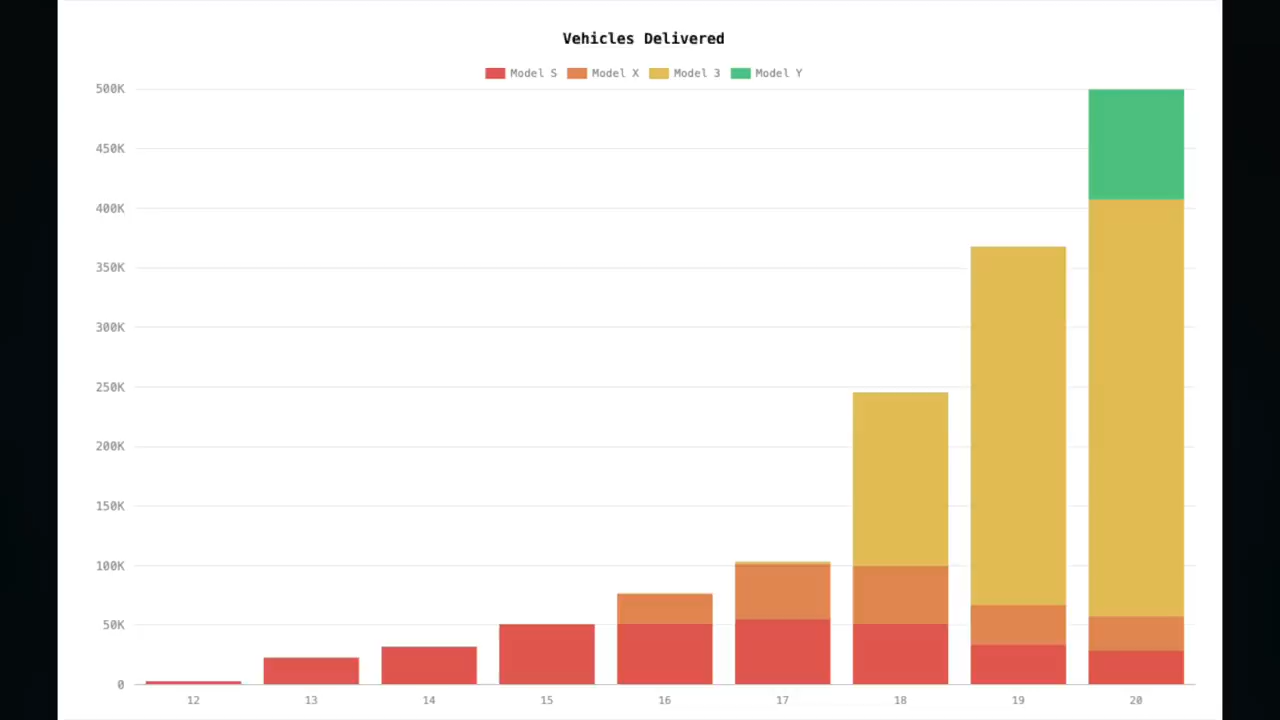 Vehicles Delivered
Model S Model X Model 3 Model Y
500K
450K
400K
350K
300K
250K
200K
150K
100K
50K
0
12 13 14 15 16 17 18 19 20